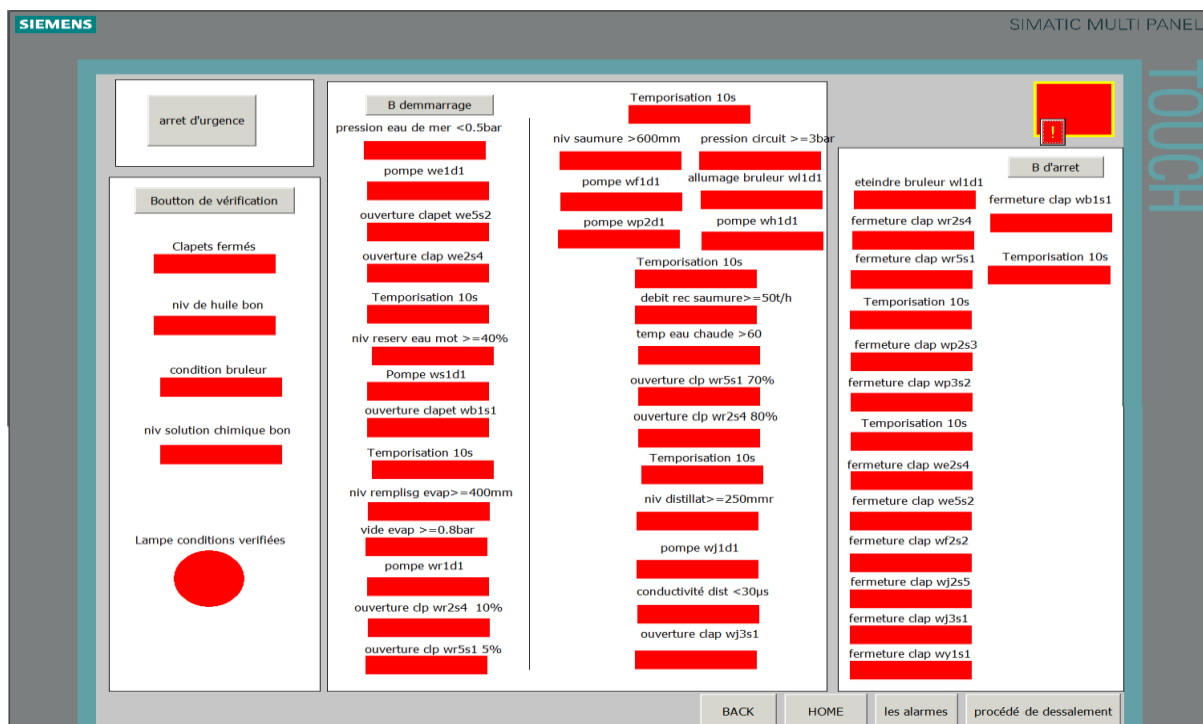 SIEMENS
SIMATIC MULTI PANEL
TOUCH
arret d'urgence
Boutton de vérification
Clapets fermés
niv de huile bon
condition bruleur
niv solution chimique bon
Lampe conditions verifiées
B demmarrage
pression eau de mer <0.5bar
pompe we1d1
ouverture clapet we5s2
ouverture clap we2s4
Temporisation 10s
niv reserv eau mot >=40%
Pompe ws1d1
ouverture clapet wb1s1
Temporisation 10s
niv remplisg evap>=400mm
vide evap >=0.8bar
pompe wr1d1
ouverture clp wr2s4 10%
ouverture clp wr5s1 5%
Temporisation 10s
niv saumure >600mm
pression circuit >=3bar
pompe wf1d1
allumage bruleur wl1d1
pompe wp2d1
pompe wh1d1
Temporisation 10s
debit rec saumure>=50t/h
temp eau chaude >60
ouverture clp wr5s1 70%
ouverture clp wr2s4 80%
Temporisation 10s
niv distillat>=250mmr
pompe wj1d1
conductivité dist <30µs
ouverture clap wj3s1
!
eteindre bruleur wl1d1
fermeture clap wr2s4
fermeture clap wr5s1
Temporisation 10s
fermeture clap wp2s3
fermeture clap wp3s2
Temporisation 10s
fermeture clap we2s4
fermeture clap we5s2
fermeture clap wf2s2
fermeture clap wj2s5
fermeture clap wj3s1
fermeture clap wy1s1
B d'arret
fermeture clap wb1s1
Temporisation 10s
BACK
HOME
les alarmes
procédé de dessalement